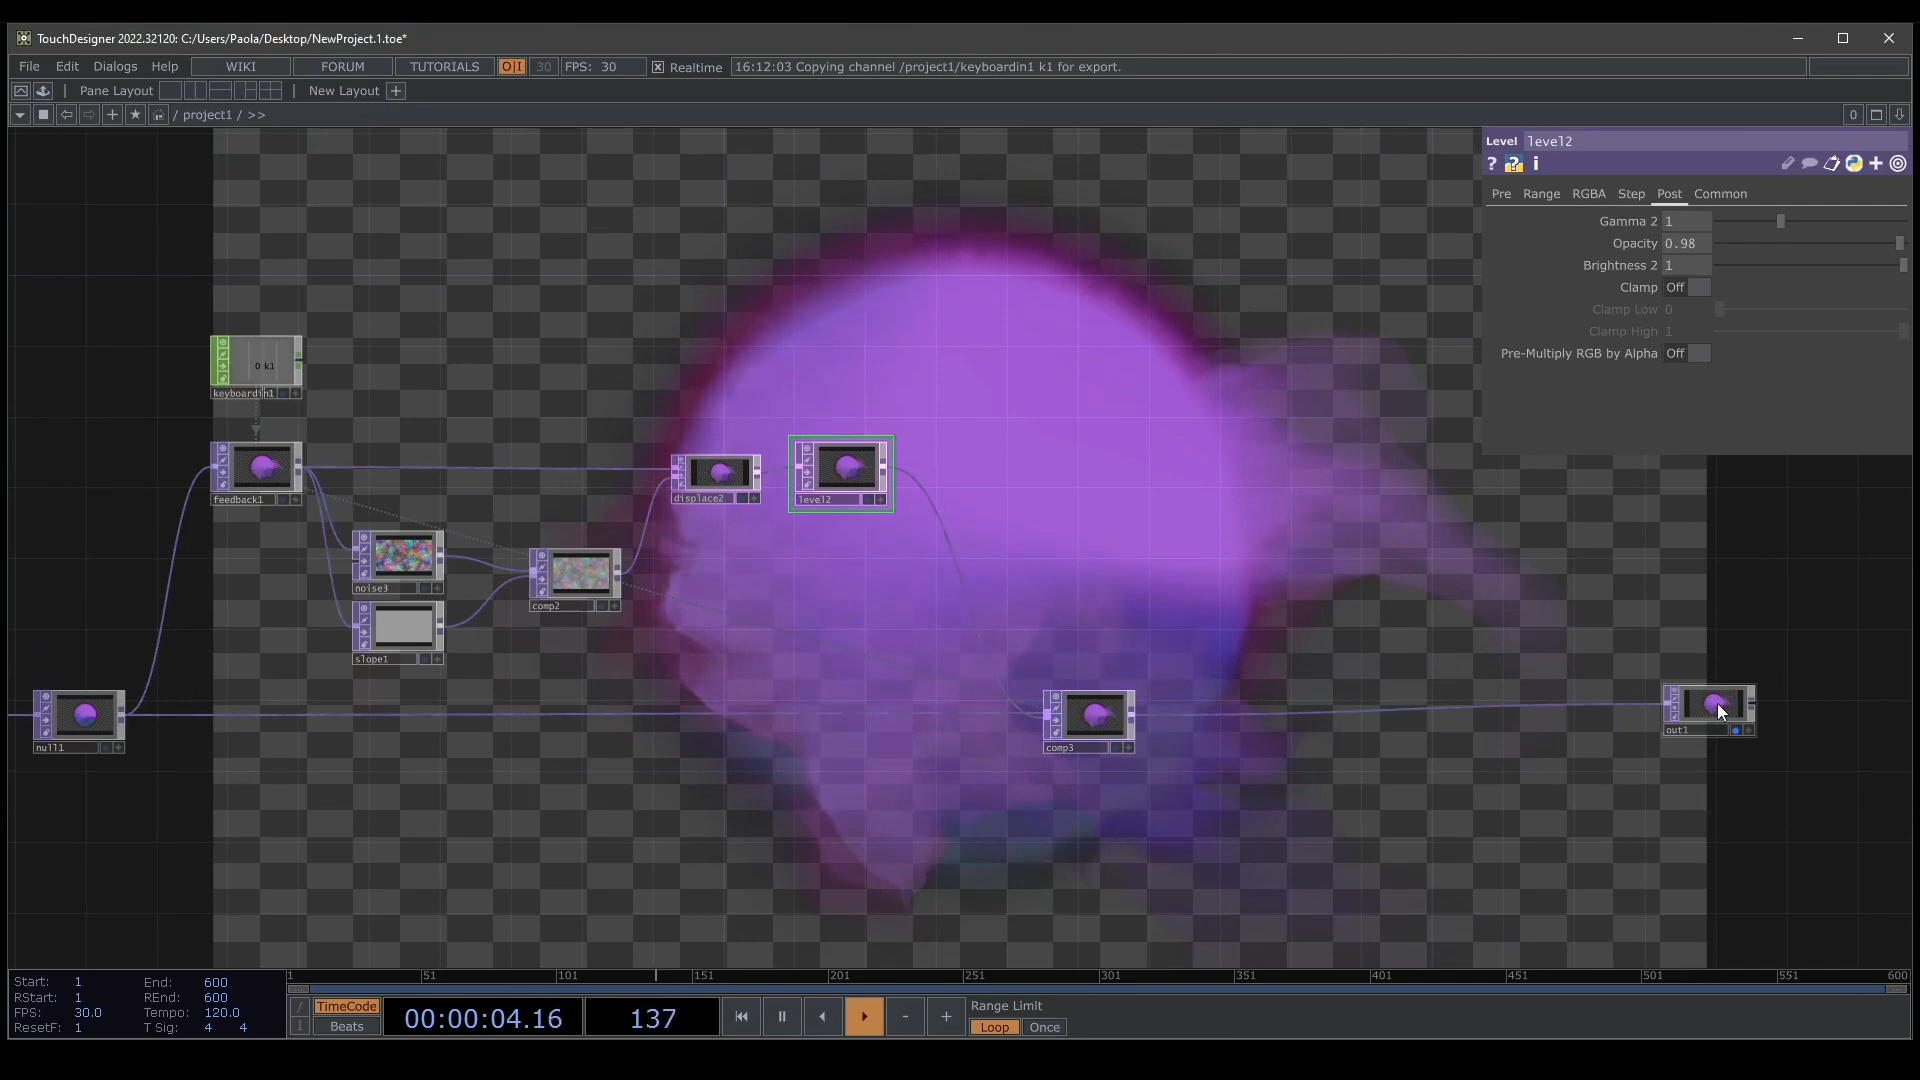 TouchDesigner 2022.32120: C:/Users/Paola/Desktop/NewProject.1.toe*
File Edit Dialogs Help WIKI FORUM TUTORIALS O|I 30 FPS: 30 Realtime 16:12:03 Copying channel /project1/keyboardin1 k1 for export.
Pane Layout New Layout +
/ project1 / >> 0
Level level2
? ? i
Pre Range RGBA Step Post Common
Gamma 2 1
Opacity 0.98
Brightness 2 1
Clamp Off
Clamp Low 0
Clamp High 1
Pre-Multiply RGB by Alpha Off
0 k1
keyboardin1
feedback1
displace2
level2
noise3
comp2
slope1
null1
comp3
out1
1 51 101 151 201 251 301 351 401 451 501 551 600
Start: 1 End: 600
RStart: 1 REnd: 600
FPS: 30.0 Tempo: 120.0
ResetF: 1 T Sig: 4 4
/ TimeCode
I Beats
00:00:04.16 137 - +
Range Limit
Loop Once